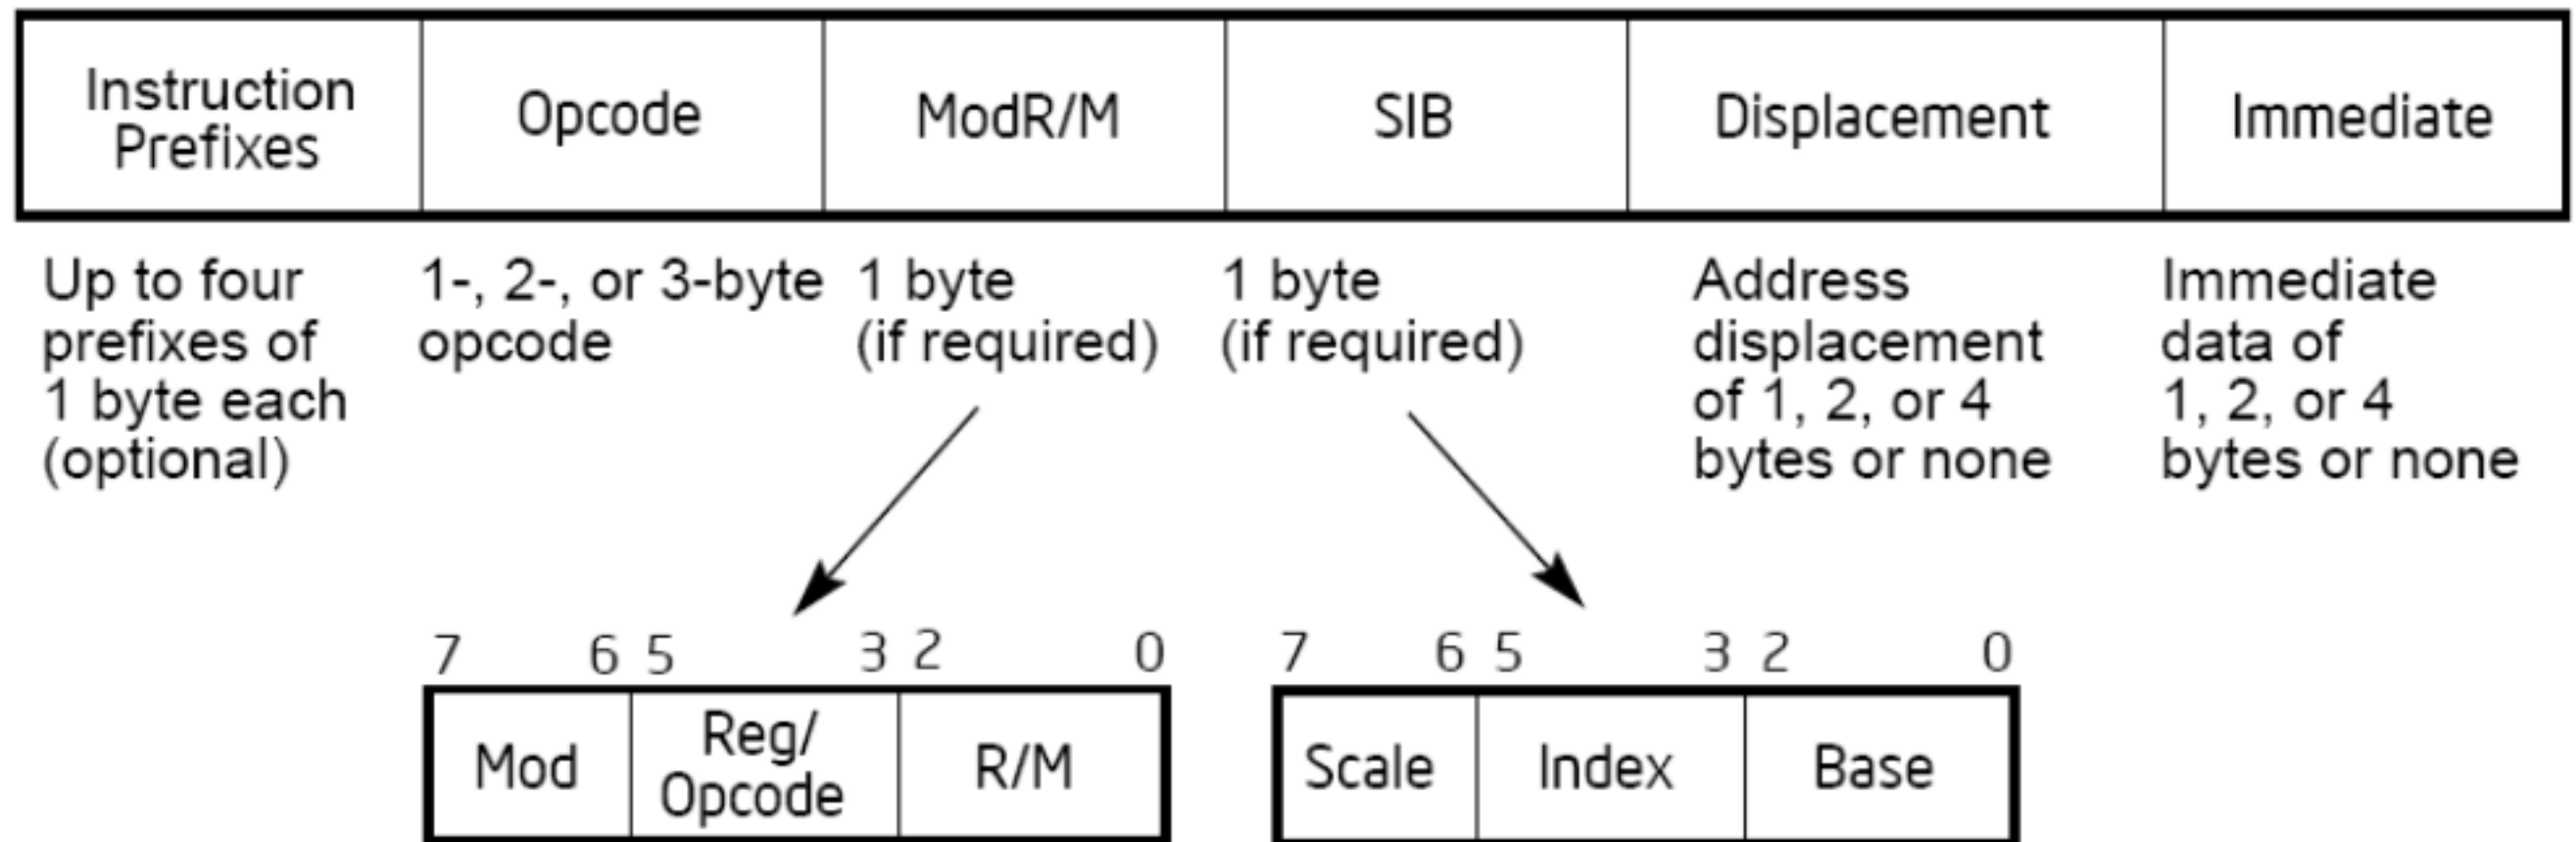 Instruction
Prefixes
Opcode
ModR/M
SIB
Displacement
Immediate
Up to four
prefixes of
1 byte each
(optional)
1-, 2-, or 3-byte
opcode
1 byte
(if required)
1 byte
(if required)
Address
displacement
of 1, 2, or 4
bytes or none
Immediate
data of
1, 2, or 4
bytes or none
7 6 5 3 2 0
Mod
Reg/
Opcode
R/M
7 6 5 3 2 0
Scale
Index
Base